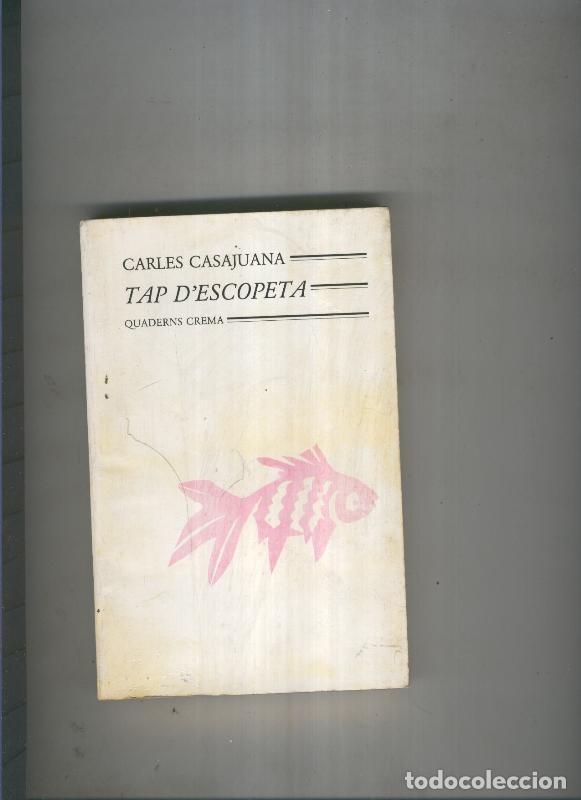 CARLES CASAJUANA
TAP D'ESCOPETA
QUADERNS CREMA
todocoleccion